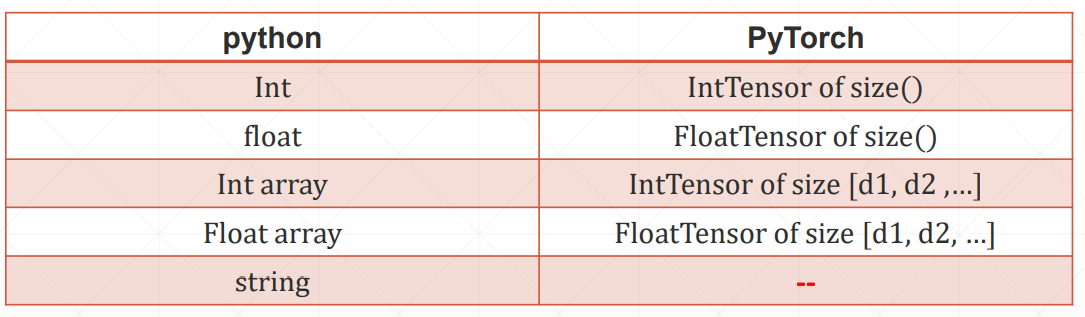 python PyTorch
Int IntTensor of size()
float FloatTensor of size()
Int array IntTensor of size [d1, d2 ,…]
Float array FloatTensor of size [d1, d2, …]
string --